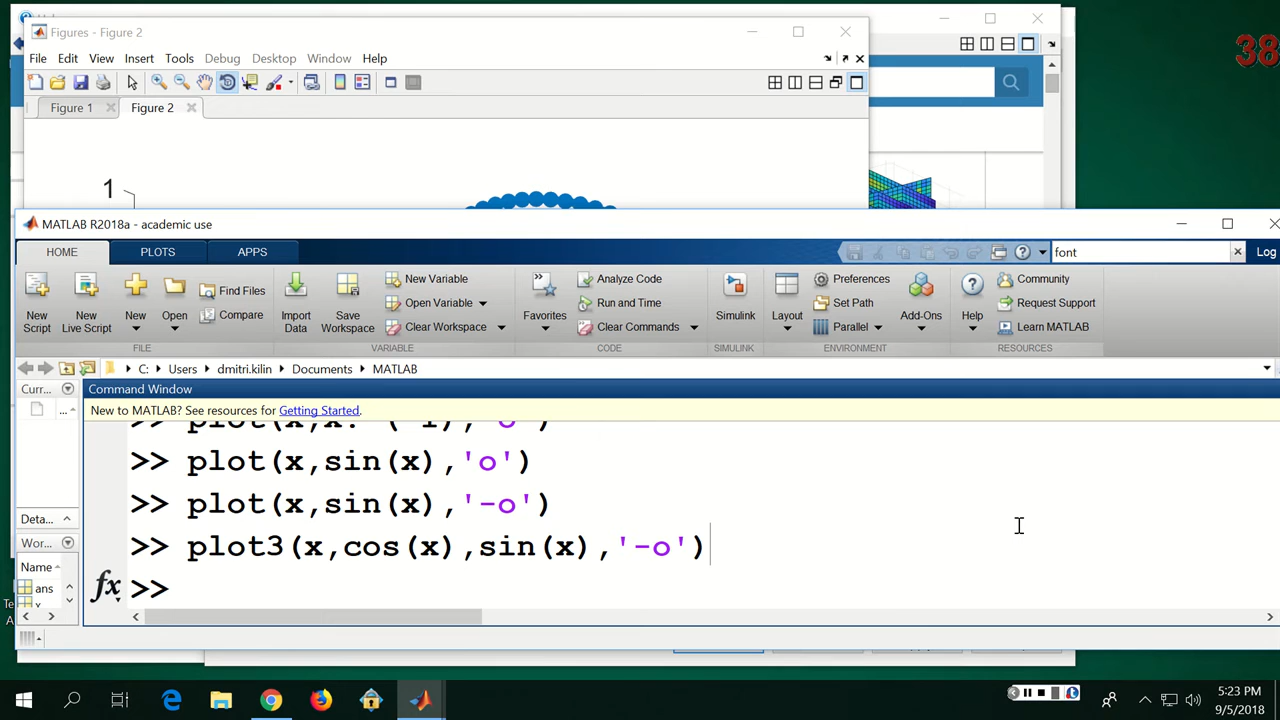 38
Figures - Figure 2
File Edit View Insert Tools Debug Desktop Window Help
Figure 1 Figure 2
1
MATLAB R2018a - academic use
HOME PLOTS APPS
font
Log
New Script
New Live Script
New
Open
Find Files
Compare
FILE
Import Data
Save Workspace
New Variable
Open Variable
Clear Workspace
VARIABLE
Favorites
Analyze Code
Run and Time
Clear Commands
CODE
Simulink
SIMULINK
Layout
Preferences
Set Path
Parallel
Add-Ons
ENVIRONMENT
Help
Community
Request Support
Learn MATLAB
RESOURCES
C: Users dmitri.kilin Documents MATLAB
Curr...
...
Deta...
Wor...
Name
ans
Command Window
New to MATLAB? See resources for Getting Started.
>> plot(x,sin(x),'o')
>> plot(x,sin(x),'-o')
>> plot3(x,cos(x),sin(x),'-o')
fx >>
5:23 PM
9/5/2018